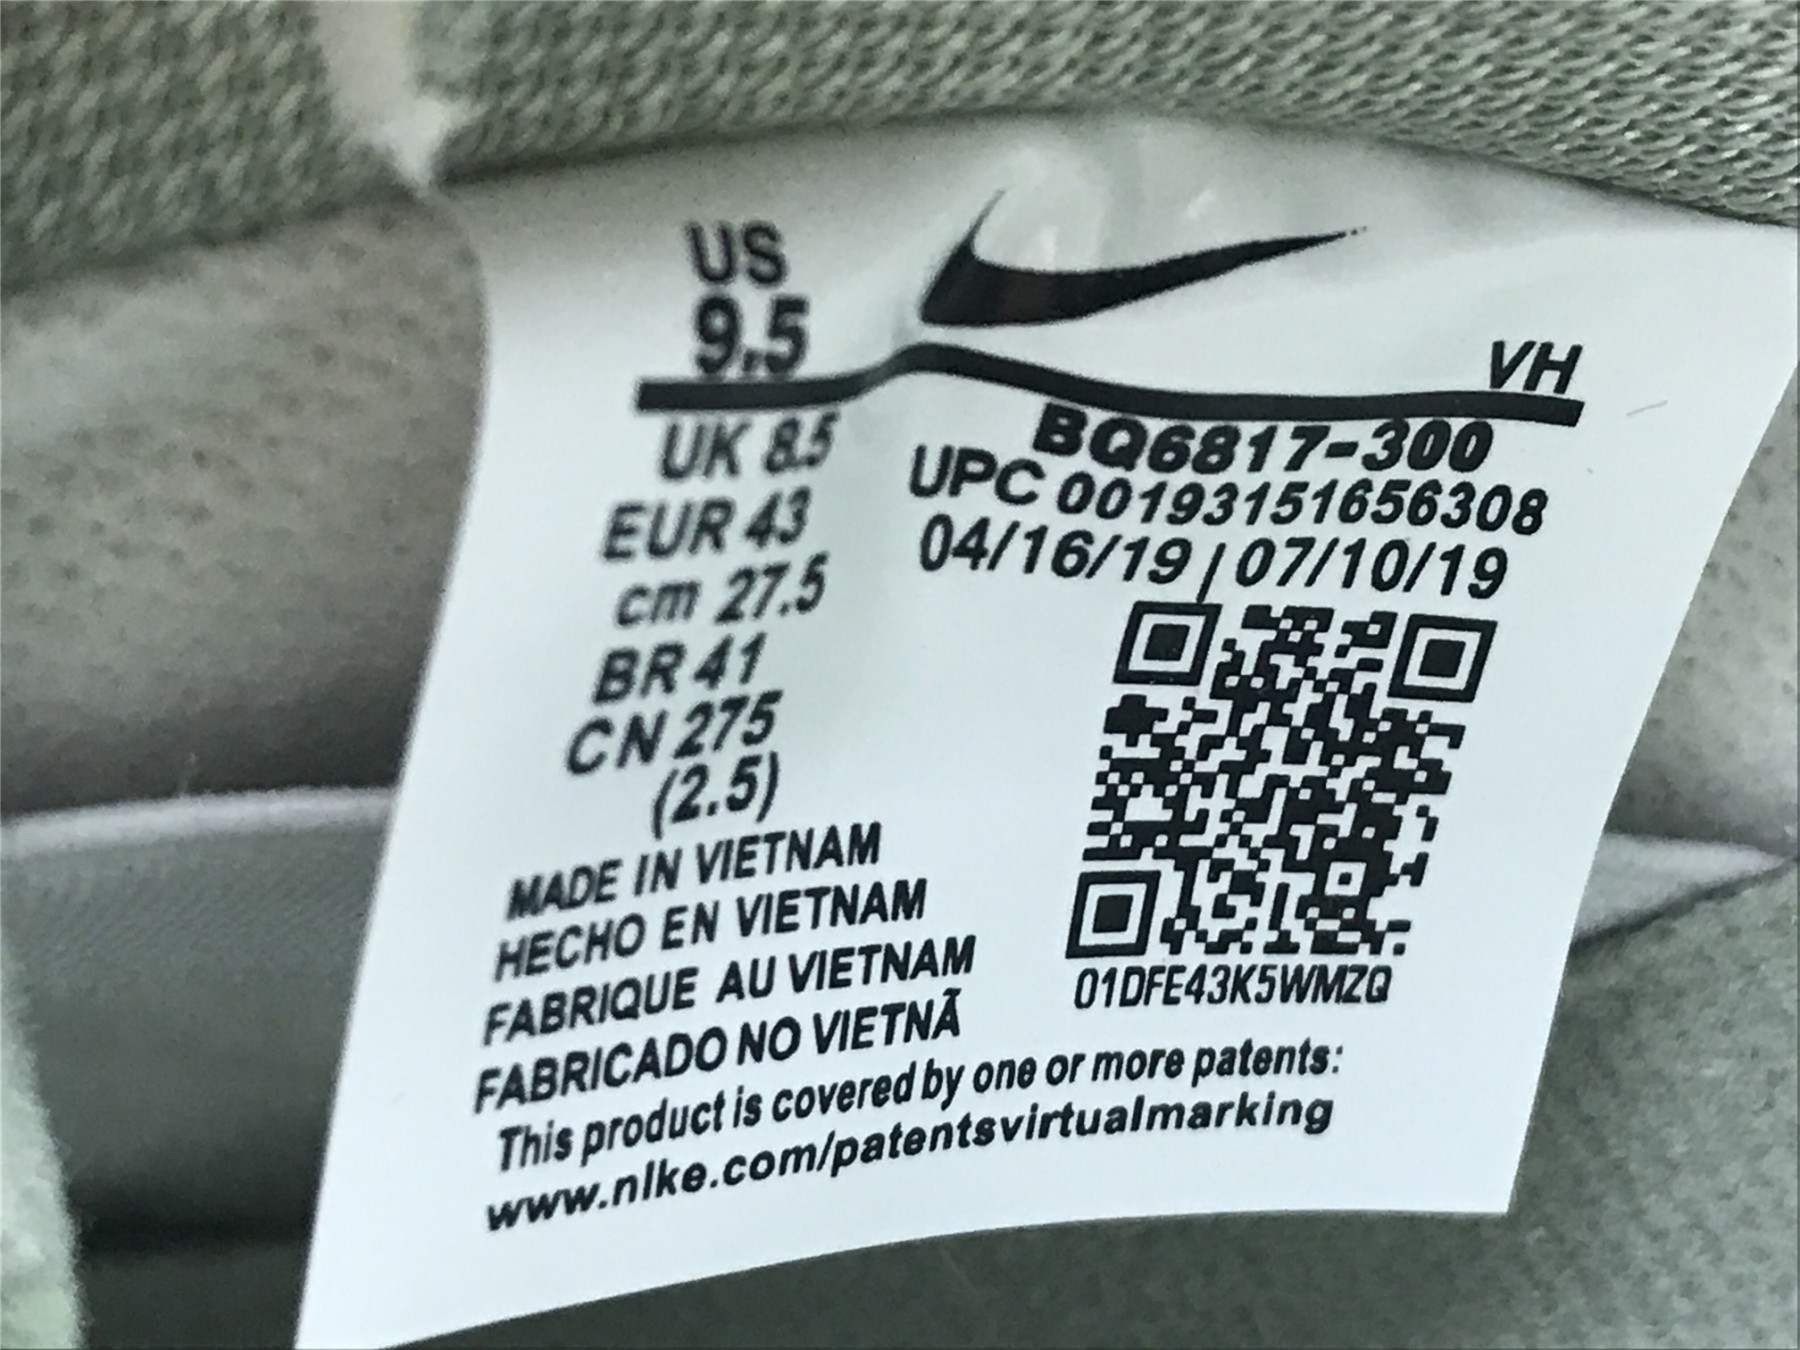 US
9.5
VH
UK 8.5
EUR 43
cm 27.5
BR 41
CN 275
(2.5)
BQ6817-300
UPC 00193151656308
04/16/19 | 07/10/19
01DFE43K5WMZQ
MADE IN VIETNAM
HECHO EN VIETNAM
FABRIQUE AU VIETNAM
FABRICADO NO VIETNÃ
This product is covered by one or more patents:
www.nlke.com/patentsvirtualmarking